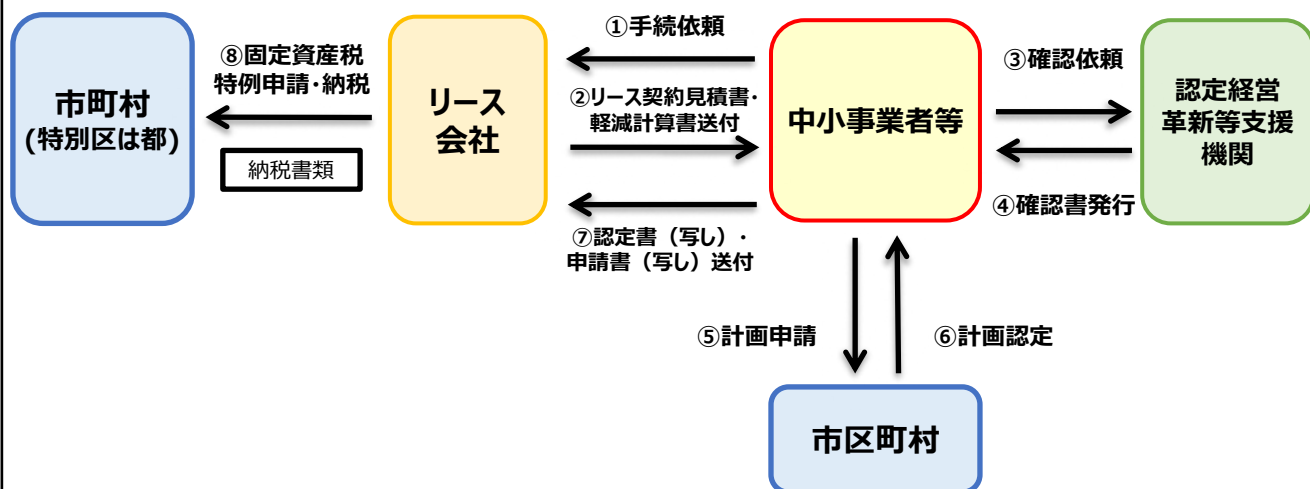 市町村
(特別区は都)
⑧固定資産税
特例申請・納税
納税書類
リース
会社
①手続依頼
②リース契約見積書・
軽減計算書送付
⑦認定書（写し）・
申請書（写し）送付
中小事業者等
③確認依頼
④確認書発行
認定経営
革新等支援
機関
⑤計画申請
⑥計画認定
市区町村